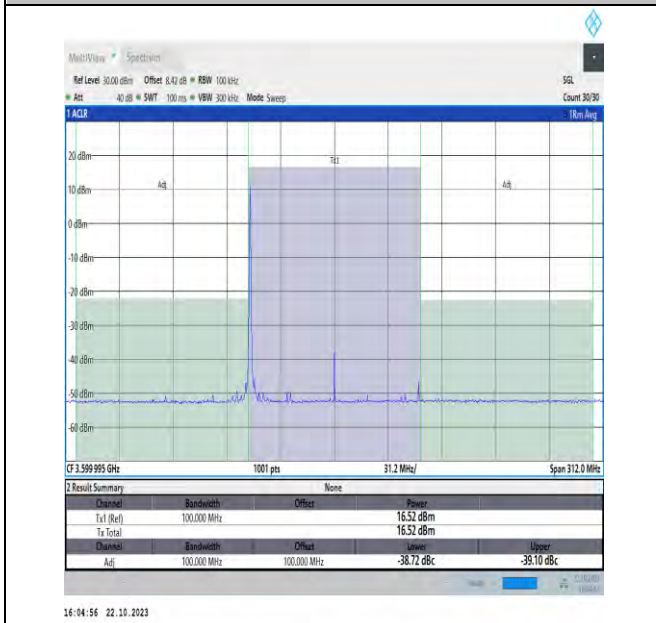 MultiView Spectrum
Ref Level 30.00 dBm Offset 8.42 dB RBW 100 kHz SGL
Att 40 dB SWT 100 ms VBW 300 kHz Mode Sweep Count 30/30
1 ACLR 1Rm Avg
20 dBm
Tx1
Adj Adj
10 dBm
0 dBm
-10 dBm
-20 dBm
-30 dBm
-40 dBm
-50 dBm
-60 dBm
CF 3.599 995 GHz 1001 pts 31.2 MHz/ Span 312.0 MHz
2 Result Summary None
Channel Bandwidth Offset Power
Tx1 (Ref) 100.000 MHz 16.52 dBm
Tx Total 16.52 dBm
Channel Bandwidth Offset Lower Upper
Adj 100.000 MHz 100.000 MHz -38.72 dBc -39.10 dBc
16:04:56 22.10.2023